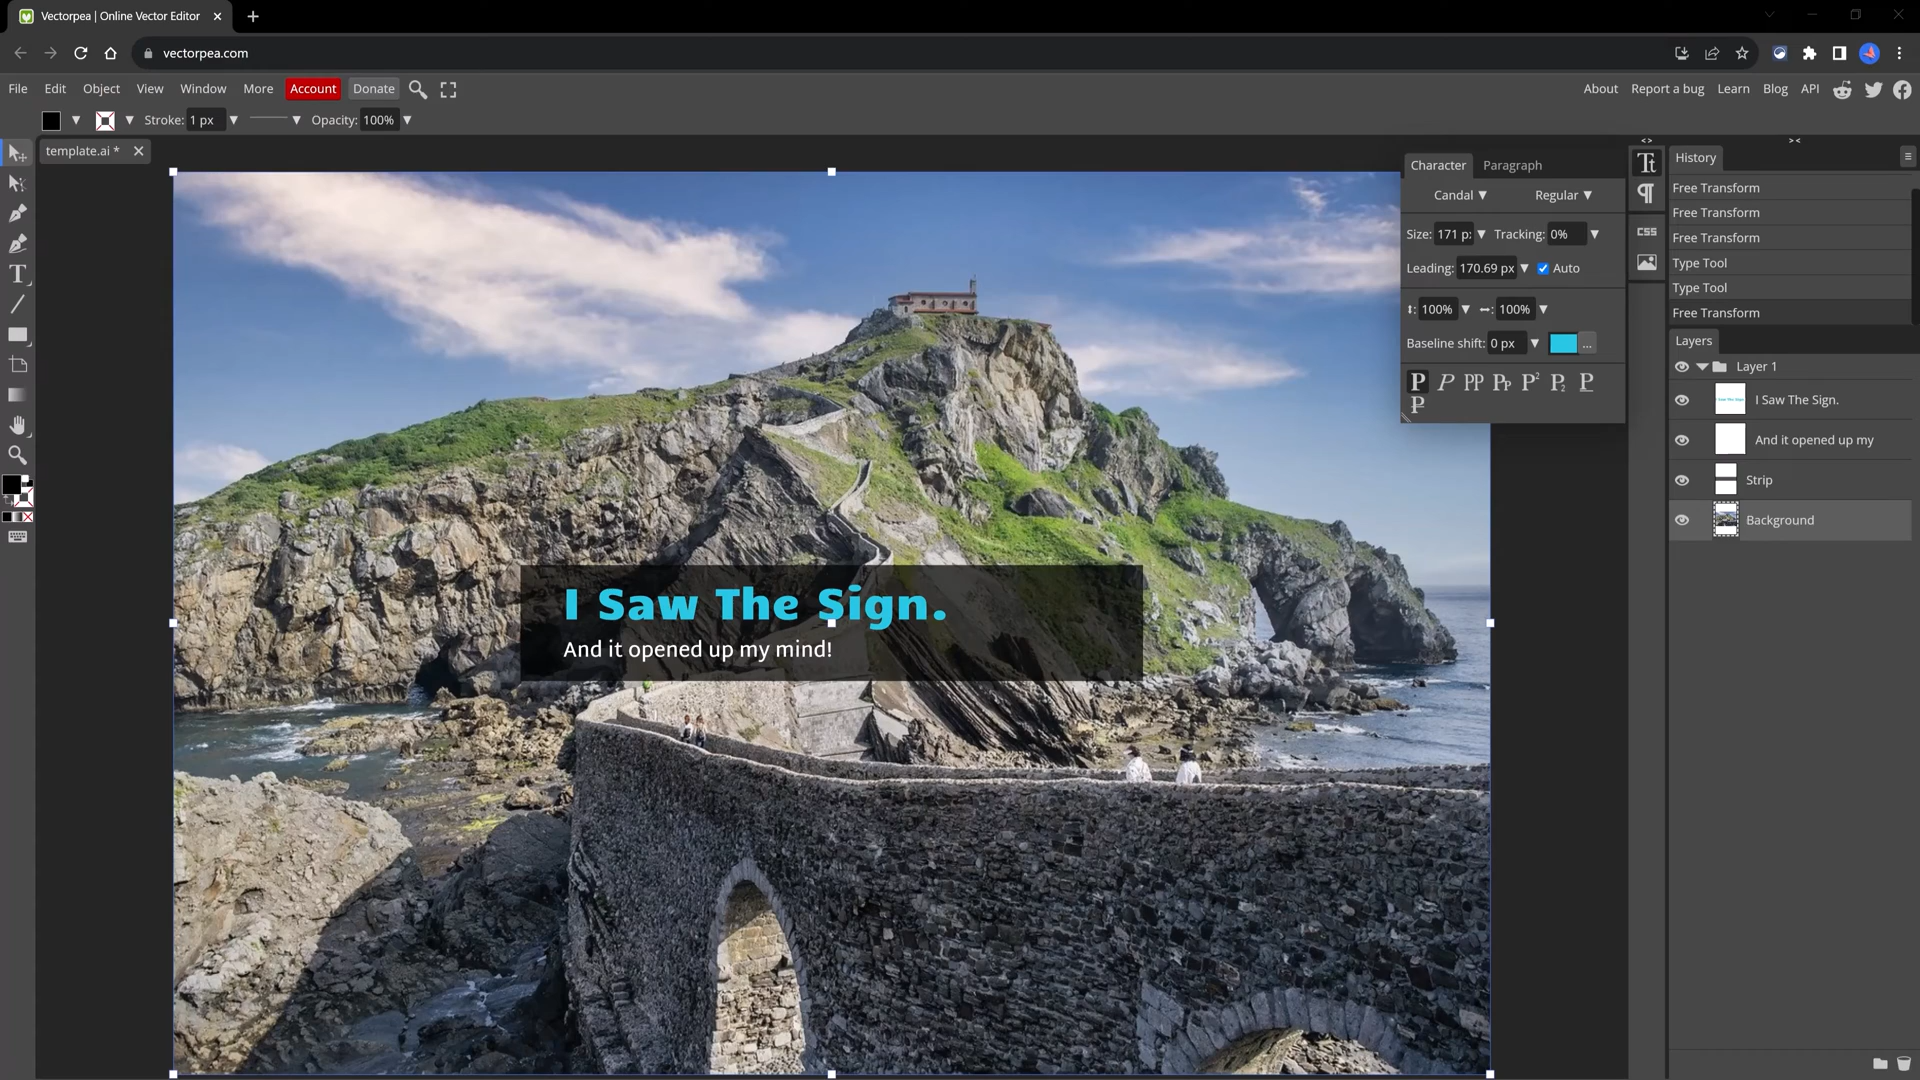 Vectorpea | Online Vector Editor
vectorpea.com
File Edit Object View Window More Account Donate
About Report a bug Learn Blog API
Stroke: 1 px Opacity: 100%
template.ai *
Character Paragraph
Candal Regular
Size: 171 p: Tracking: 0%
Leading: 170.69 px Auto
100% 100%
Baseline shift: 0 px ...
CSS
History
Free Transform
Free Transform
Free Transform
Type Tool
Type Tool
Free Transform
Layers
Layer 1
I Saw The Sign.
And it opened up my
Strip
Background
I Saw The Sign.
And it opened up my mind!